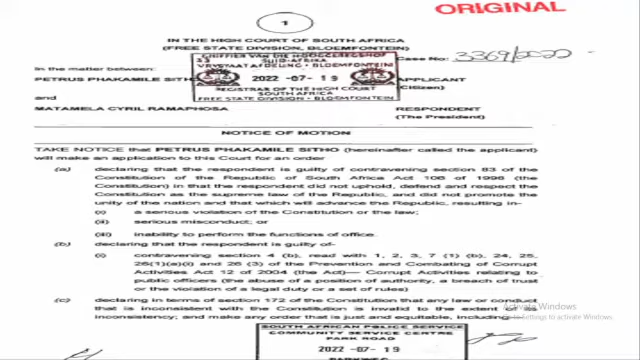 1
ORIGINAL
IN THE HIGH COURT OF SOUTH AFRICA
(FREE STATE DIVISION, BLOEMFONTEIN)
GRIFFIER VAN DIE HOOGGEREGSHOF
SUID-AFRIKA
VRYSTAAT AFDELING - BLOEMFONTEIN
Case No: 3369/2022
In the matter between:
PETRUS PHAKAMILE SITHO
2022 -07- 19
APPLICANT
(Citizen)
REGISTRAR OF THE HIGH COURT
SOUTH AFRICA
FREE STATE DIVISION - BLOEMFONTEIN
and
MATAMELA CYRIL RAMAPHOSA
RESPONDENT
(The President)
NOTICE OF MOTION
TAKE NOTICE that PETRUS PHAKAMILE SITHO (hereinafter called the applicant)
will make an application to this Court for an order
(a) declaring that the respondent is guilty of contravening section 83 of the
Constitution of the Republic of South Africa Act 108 of 1996 (the
Constitution) in that the respondent did not uphold, defend and respect the
Constitution as the supreme law of the Republic, and did not promote the
unity of the nation and that which will advance the Republic, resulting in-
(i) a serious violation of the Constitution or the law;
(ii) serious misconduct; or
(iii) inability to perform the functions of office.
(b) declaring that the respondent is guilty of-
(i) contravening section 4 (b), read with 1, 2, 3, 7 (1) (b), 24, 25,
26(1)(a)(i) and 26 (3) of the Prevention and Combating of Corrupt
Activities Act 12 of 2004 (the Act)— Corrupt Activities relating to
public officers (the abuse of a position of authority, a breach of trust
or the violation of a legal duty or a set of rules)
(c) declaring in terms of section 172 of the Constitution that any law or conduct
that is inconsistent with the Constitution is invalid to the extent of its
inconsistency; and make any order that is just and equitable, including—
Activate Windows
Go to Settings to activate Windows.
SOUTH AFRICAN POLICE SERVICE
COMMUNITY SERVICE CENTRE
PARK ROAD
2022 -07- 19